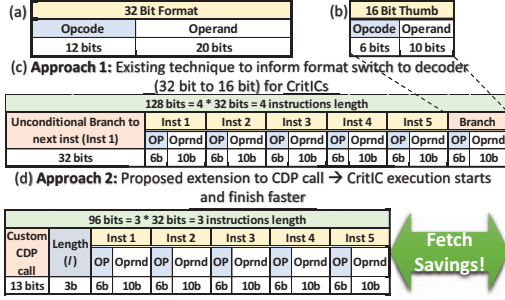 (a) 32 Bit Format (b) 16 Bit Thumb
Opcode Operand Opcode Operand
12 bits 20 bits 6 bits 10 bits
(c) Approach 1: Existing technique to inform format switch to decoder
(32 bit to 16 bit) for CritICs
128 bits = 4 * 32 bits = 4 instructions length
Unconditional Branch to next inst (Inst 1) Inst 1 Inst 2 Inst 3 Inst 4 Inst 5 Branch
OP Oprnd OP Oprnd OP Oprnd OP Oprnd OP Oprnd OP Oprnd
32 bits 6b 10b 6b 10b 6b 10b 6b 10b 6b 10b 6b 10b
(d) Approach 2: Proposed extension to CDP call → CritIC execution starts
and finish faster
96 bits = 3 * 32 bits = 3 instructions length
Custom CDP call Length (l) Inst 1 Inst 2 Inst 3 Inst 4 Inst 5
OP Oprnd OP Oprnd OP Oprnd OP Oprnd OP Oprnd
13 bits 3b 6b 10b 6b 10b 6b 10b 6b 10b 6b 10b
Fetch
Savings!